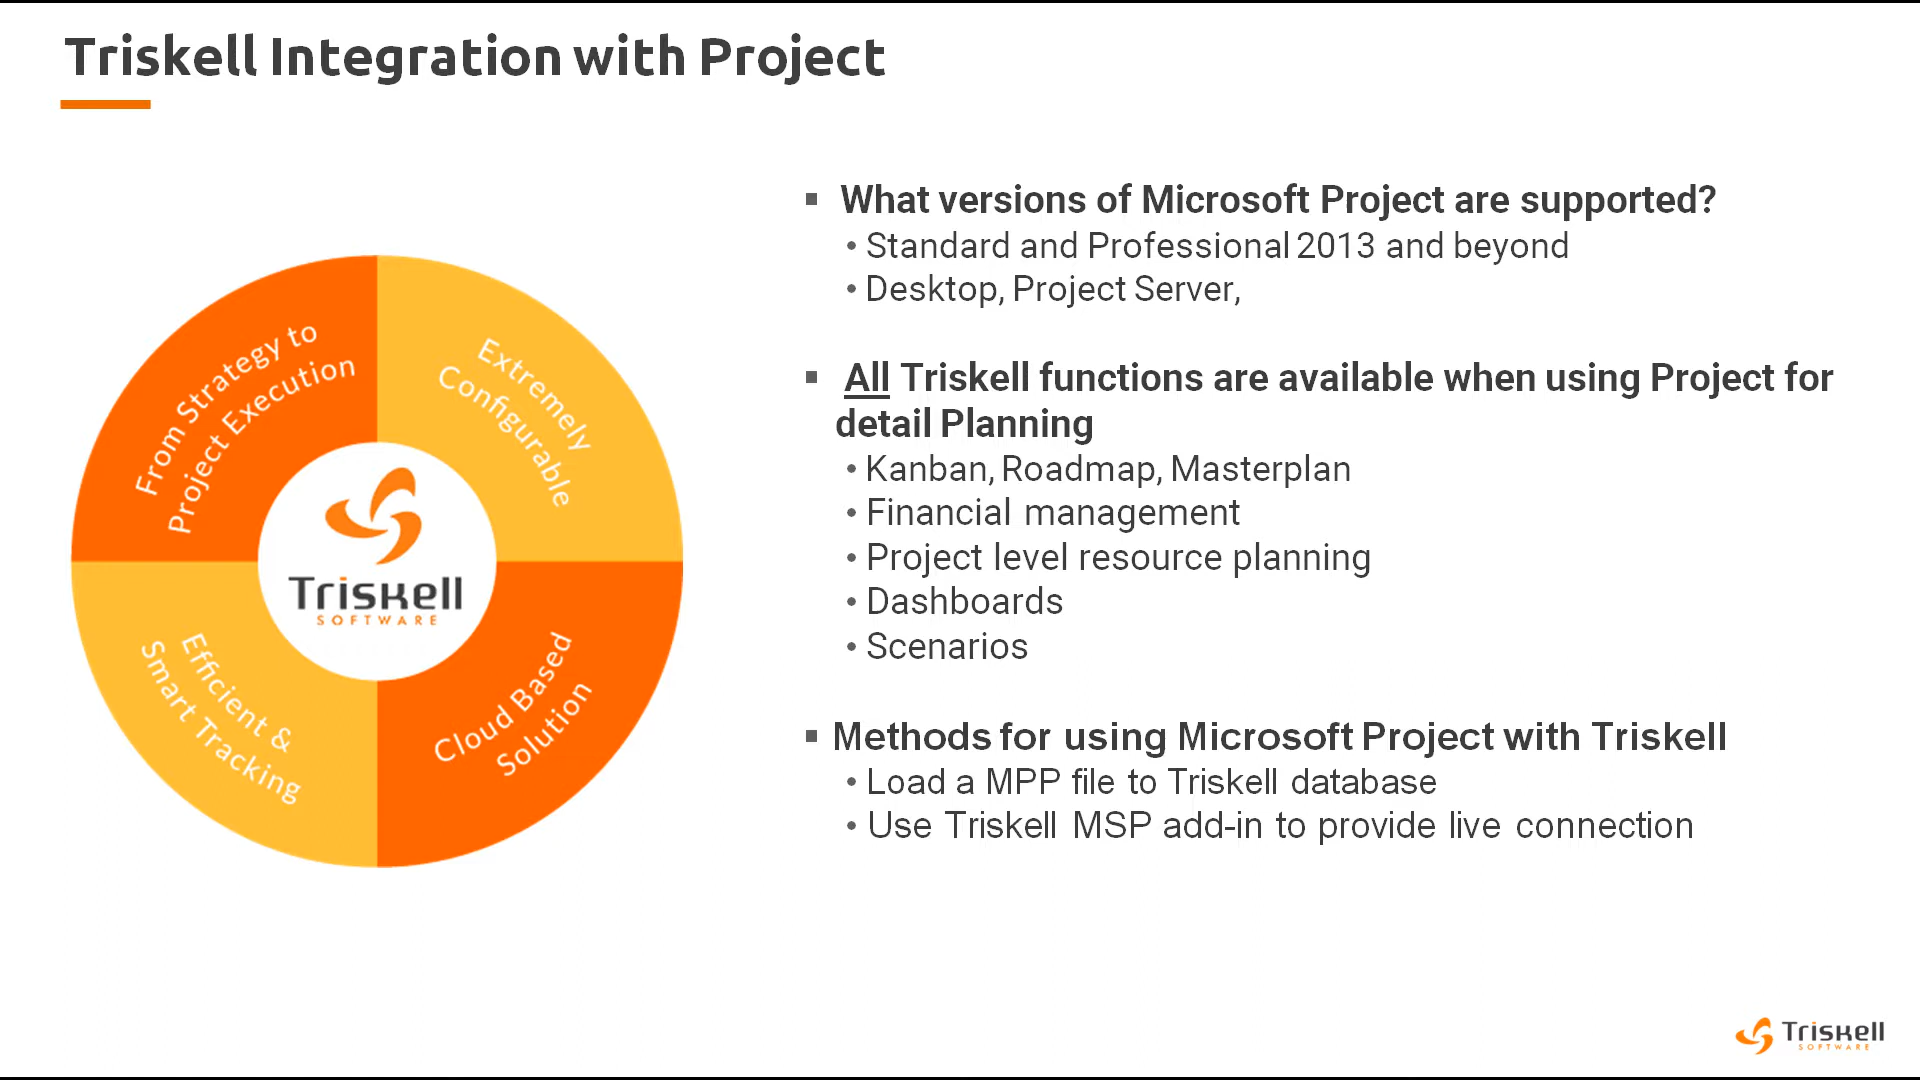 Triskell Integration with Project
From Strategy to
Project Execution
Extremely
Configurable
Triskell
SOFTWARE
Efficient &
Smart Tracking
Cloud Based
Solution
▪ What versions of Microsoft Project are supported?
• Standard and Professional 2013 and beyond
• Desktop, Project Server,
▪ All Triskell functions are available when using Project for
detail Planning
• Kanban, Roadmap, Masterplan
• Financial management
• Project level resource planning
• Dashboards
• Scenarios
▪ Methods for using Microsoft Project with Triskell
• Load a MPP file to Triskell database
• Use Triskell MSP add-in to provide live connection
Triskell
SOFTWARE